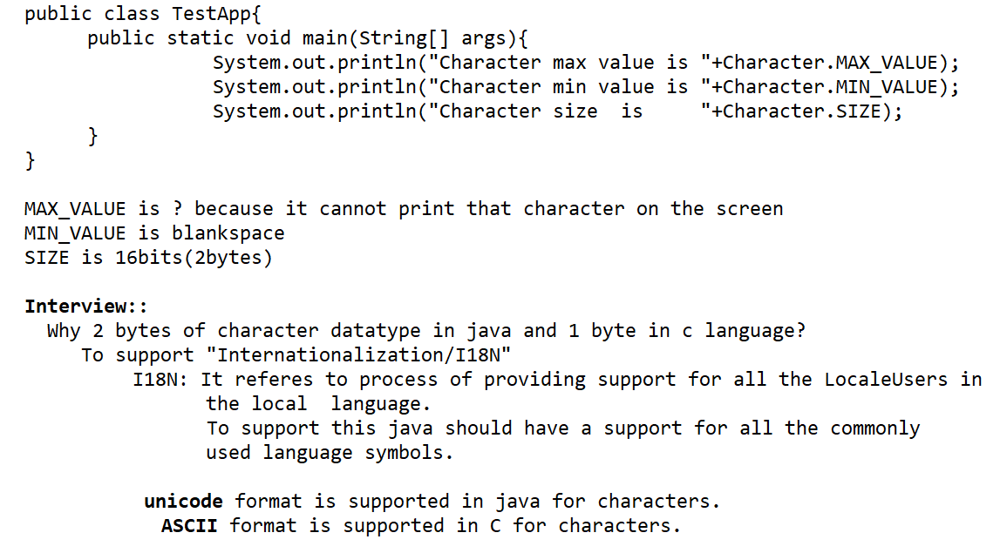 public class TestApp{
public static void main(String[] args){
System.out.println("Character max value is "+Character.MAX_VALUE);
System.out.println("Character min value is "+Character.MIN_VALUE);
System.out.println("Character size  is     "+Character.SIZE);
}
}
MAX_VALUE is ? because it cannot print that character on the screen
MIN_VALUE is blankspace
SIZE is 16bits(2bytes)
Interview::
Why 2 bytes of character datatype in java and 1 byte in c language?
To support "Internationalization/I18N"
I18N: It referes to process of providing support for all the LocaleUsers in
the local  language.
To support this java should have a support for all the commonly
used language symbols.
unicode format is supported in java for characters.
ASCII format is supported in C for characters.